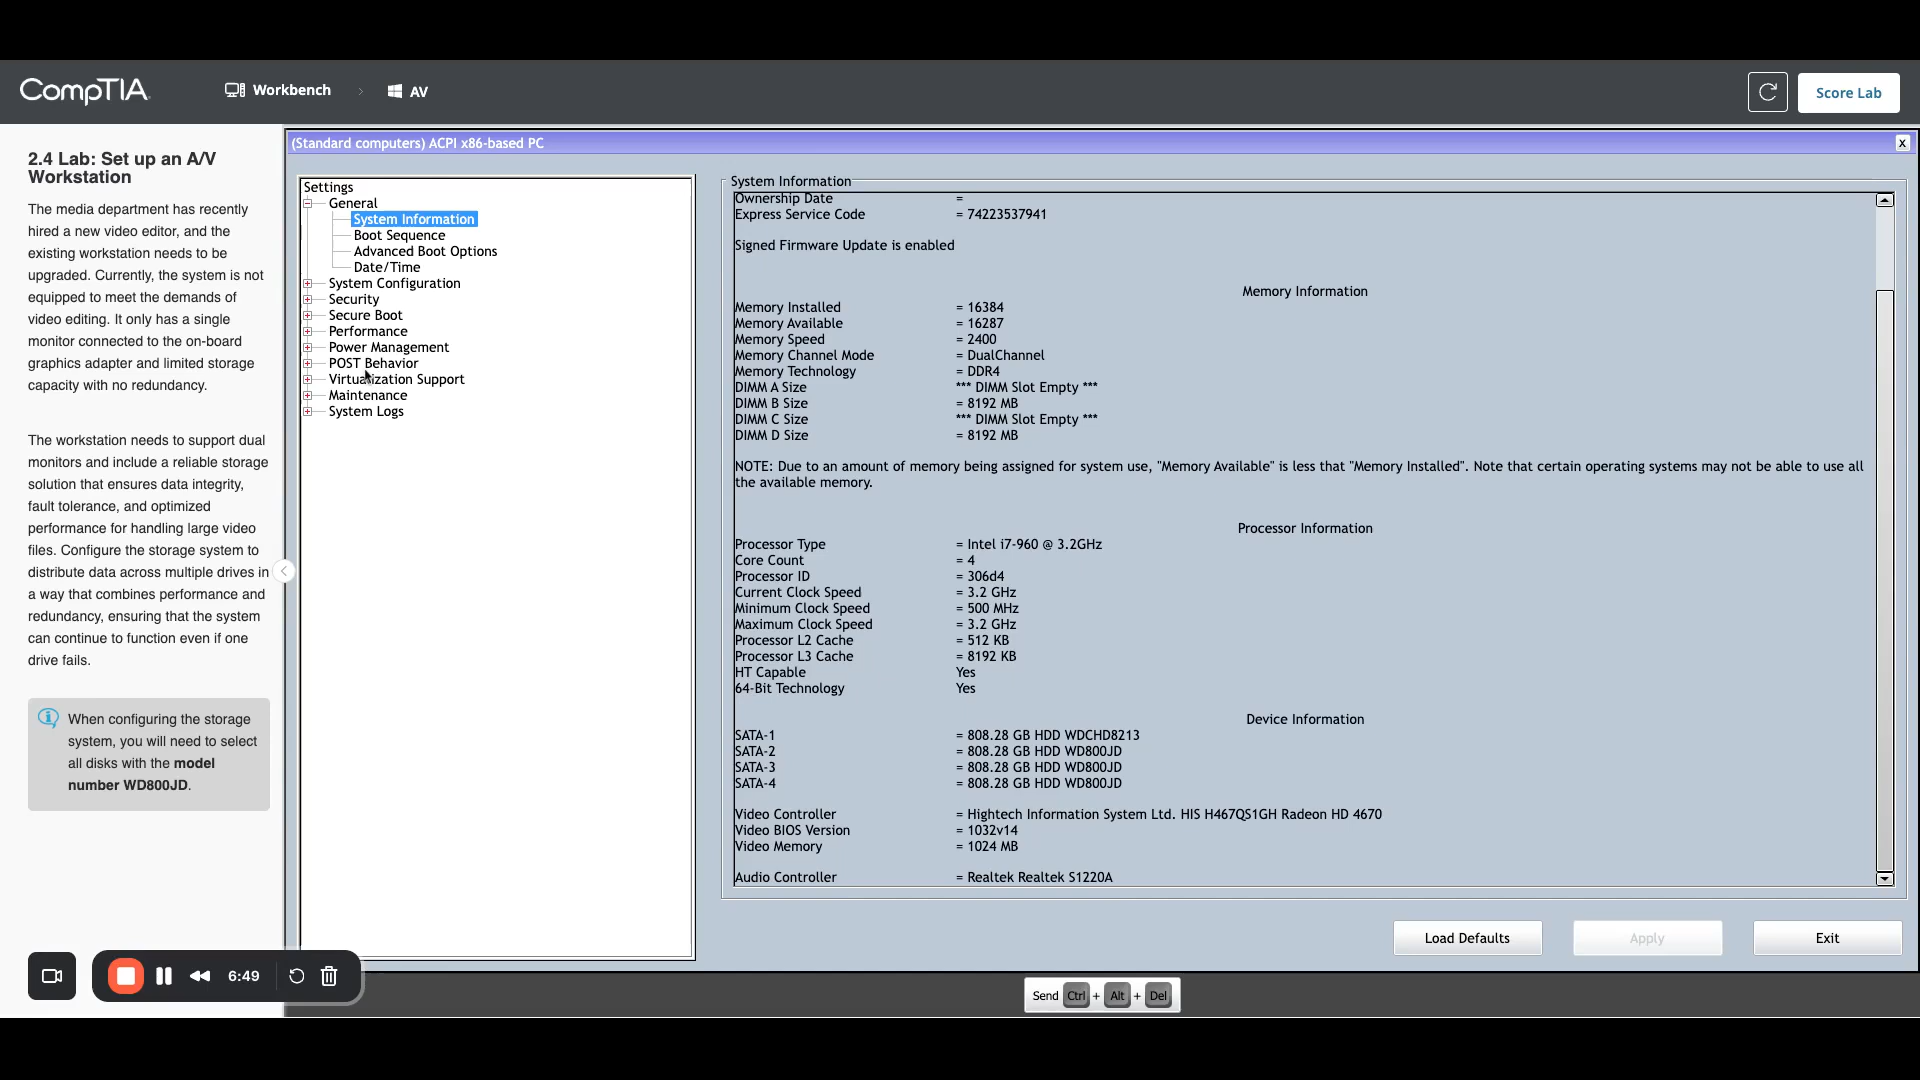 CompTIA.
Workbench
AV
Score Lab
2.4 Lab: Set up an A/V
Workstation
The media department has recently
hired a new video editor, and the
existing workstation needs to be
upgraded. Currently, the system is not
equipped to meet the demands of
video editing. It only has a single
monitor connected to the on-board
graphics adapter and limited storage
capacity with no redundancy.
The workstation needs to support dual
monitors and include a reliable storage
solution that ensures data integrity,
fault tolerance, and optimized
performance for handling large video
files. Configure the storage system to
distribute data across multiple drives in
a way that combines performance and
redundancy, ensuring that the system
can continue to function even if one
drive fails.
When configuring the storage
system, you will need to select
all disks with the model
number WD800JD.
6:49
(Standard computers) ACPI x86-based PC
x
Settings
General
System Information
Boot Sequence
Advanced Boot Options
Date/Time
System Configuration
Security
Secure Boot
Performance
Power Management
POST Behavior
Virtualization Support
Maintenance
System Logs
System Information
Ownership Date =
Express Service Code = 74223537941
Signed Firmware Update is enabled
Memory Information
Memory Installed = 16384
Memory Available = 16287
Memory Speed = 2400
Memory Channel Mode = DualChannel
Memory Technology = DDR4
DIMM A Size *** DIMM Slot Empty ***
DIMM B Size = 8192 MB
DIMM C Size *** DIMM Slot Empty ***
DIMM D Size = 8192 MB
NOTE: Due to an amount of memory being assigned for system use, "Memory Available" is less that "Memory Installed". Note that certain operating systems may not be able to use all
the available memory.
Processor Information
Processor Type = Intel i7-960 @ 3.2GHz
Core Count = 4
Processor ID = 306d4
Current Clock Speed = 3.2 GHz
Minimum Clock Speed = 500 MHz
Maximum Clock Speed = 3.2 GHz
Processor L2 Cache = 512 KB
Processor L3 Cache = 8192 KB
HT Capable Yes
64-Bit Technology Yes
Device Information
SATA-1 = 808.28 GB HDD WDCHD8213
SATA-2 = 808.28 GB HDD WD800JD
SATA-3 = 808.28 GB HDD WD800JD
SATA-4 = 808.28 GB HDD WD800JD
Video Controller = Hightech Information System Ltd. HIS H467QS1GH Radeon HD 4670
Video BIOS Version = 1032v14
Video Memory = 1024 MB
Audio Controller = Realtek Realtek S1220A
Load Defaults
Apply
Exit
Send Ctrl + Alt + Del